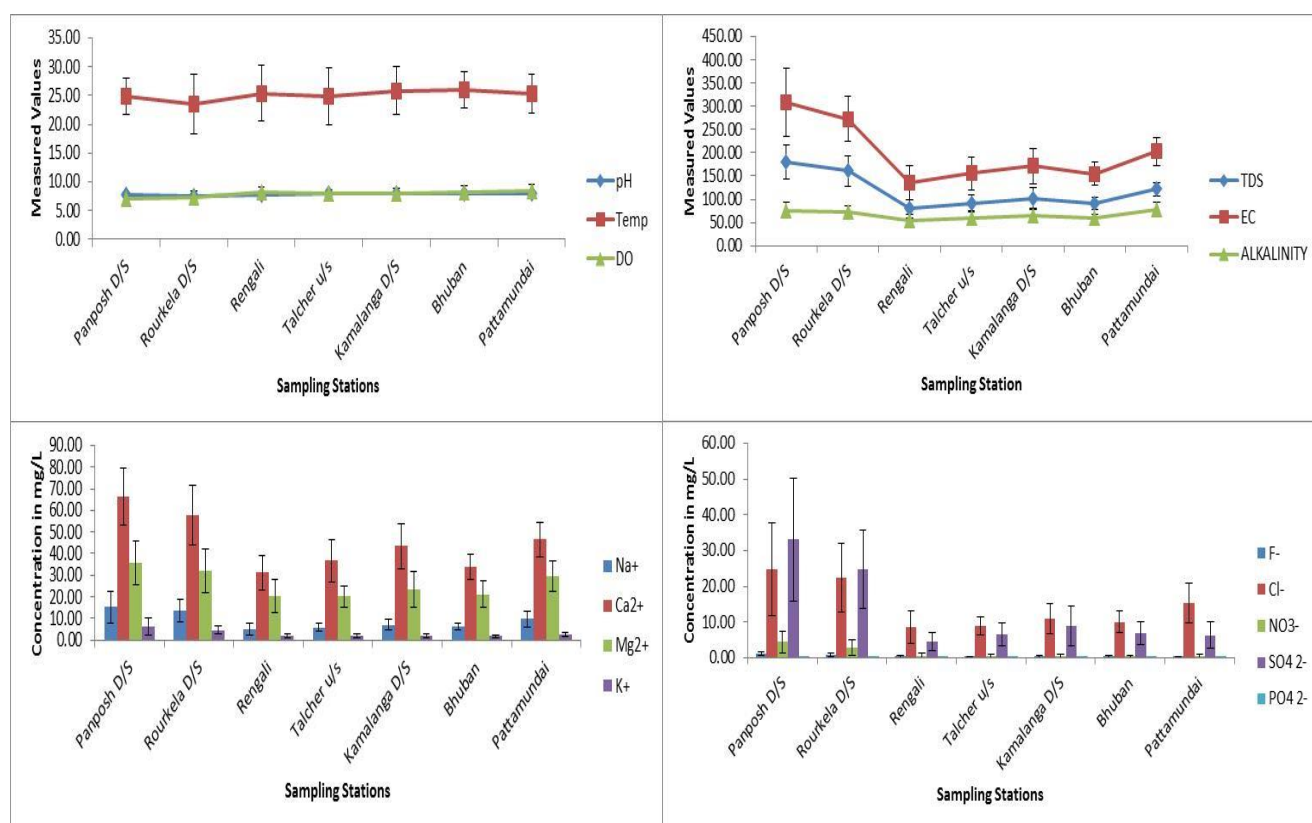 35.00
30.00
25.00
20.00
15.00
10.00
5.00
0.00
Measured Values
Panposh D/S
Rourkela D/S
Rengali
Talcher u/s
Kamalanga D/S
Bhuban
Pattamundai
Sampling Stations
pH
Temp
DO
450.00
400.00
350.00
300.00
250.00
200.00
150.00
100.00
50.00
0.00
Measured Values
Panposh D/S
Rourkela D/S
Rengali
Talcher u/s
Kamalanga D/S
Bhuban
Pattamundai
Sampling Station
TDS
EC
ALKALINITY
90.00
80.00
70.00
60.00
50.00
40.00
30.00
20.00
10.00
0.00
Concentration in mg/L
Panposh D/S
Rourkela D/S
Rengali
Talcher u/s
Kamalanga D/S
Bhuban
Pattamundai
Sampling Stations
Na+
Ca2+
Mg2+
K+
60.00
50.00
40.00
30.00
20.00
10.00
0.00
Concentration in mg/L
Panposh D/S
Rourkela D/S
Rengali
Talcher u/s
Kamalanga D/S
Bhuban
Pattamundai
Sampling Stations
F-
Cl-
NO3-
SO4 2-
PO4 2-